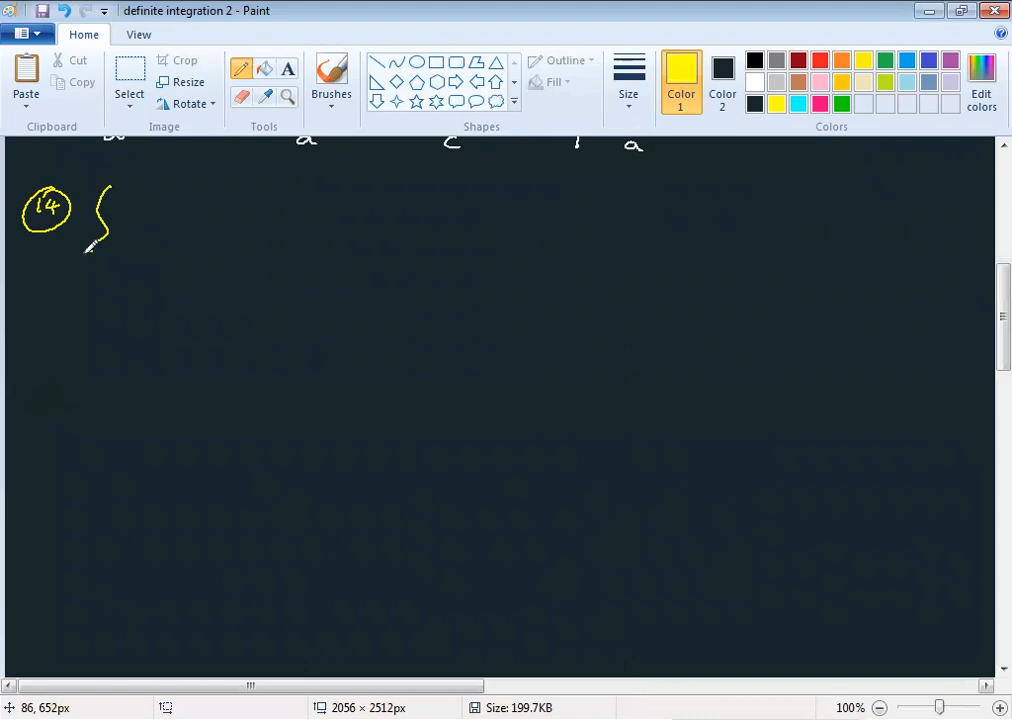 definite integration 2 - Paint
Home View
Paste
Cut
Copy
Clipboard
Select
Crop
Resize
Rotate
Image
A
Tools
Brushes
Shapes
Outline
Fill
Size
Color 1
Color 2
Colors
Edit colors
a c a
14 ∫
86, 652px
2056 × 2512px
Size: 199.7KB
100%